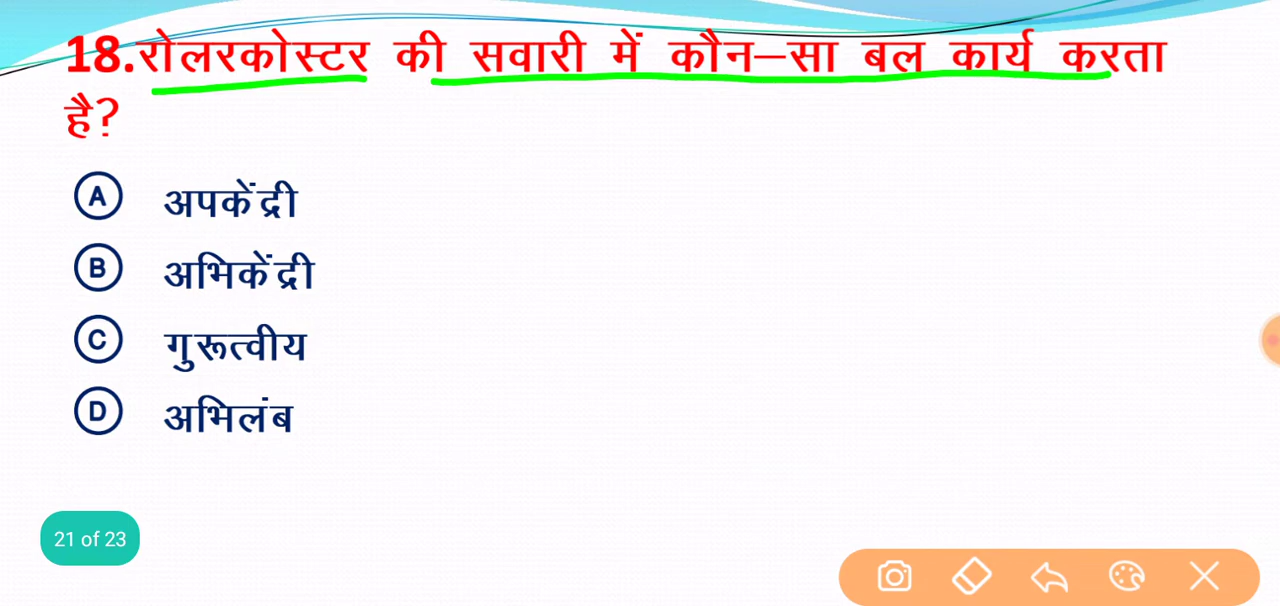 18.रोलरकोस्टर की सवारी में कौन–सा बल कार्य करता
है?
A अपकेंद्री
B अभिकेंद्री
C गुरूत्वीय
D अभिलंब
21 of 23